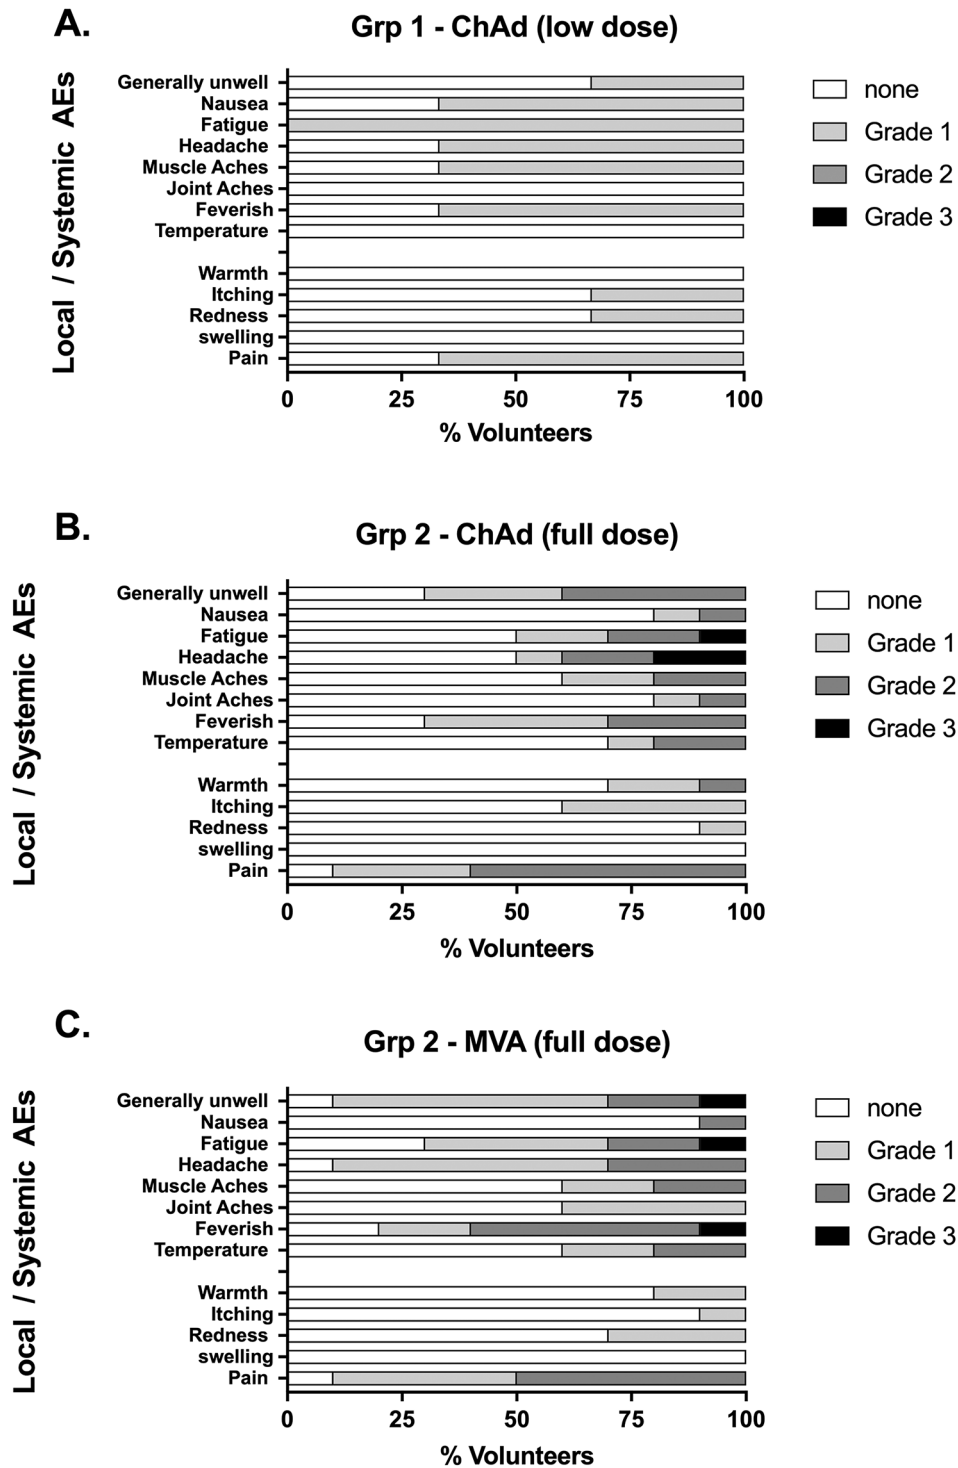 A.
Grp 1 - ChAd (low dose)
Local / Systemic AEs
Generally unwell
Nausea
Fatigue
Headache
Muscle Aches
Joint Aches
Feverish
Temperature
Warmth
Itching
Redness
swelling
Pain
0 25 50 75 100
% Volunteers
none
Grade 1
Grade 2
Grade 3
B.
Grp 2 - ChAd (full dose)
Local / Systemic AEs
Generally unwell
Nausea
Fatigue
Headache
Muscle Aches
Joint Aches
Feverish
Temperature
Warmth
Itching
Redness
swelling
Pain
0 25 50 75 100
% Volunteers
none
Grade 1
Grade 2
Grade 3
C.
Grp 2 - MVA (full dose)
Local / Systemic AEs
Generally unwell
Nausea
Fatigue
Headache
Muscle Aches
Joint Aches
Feverish
Temperature
Warmth
Itching
Redness
swelling
Pain
0 25 50 75 100
% Volunteers
none
Grade 1
Grade 2
Grade 3